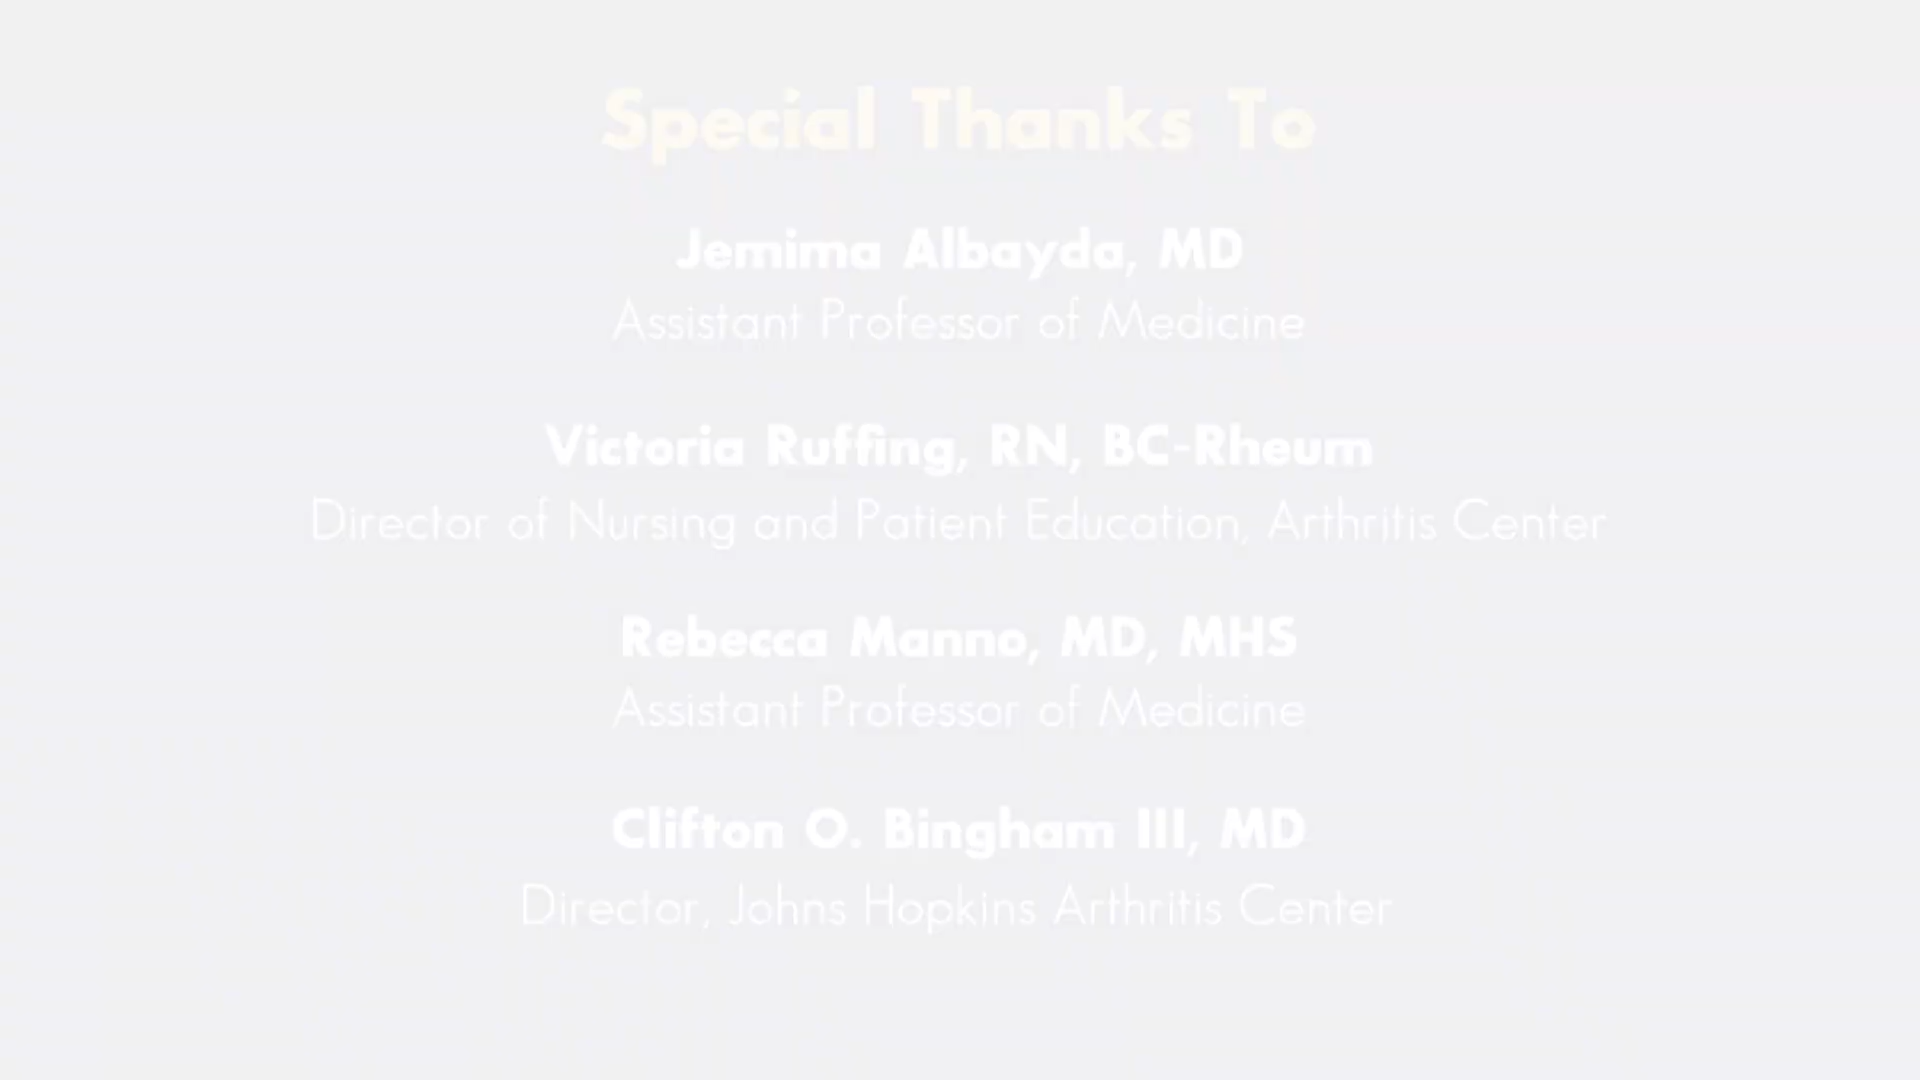 Special Thanks To
Jemima Albayda, MD
Assistant Professor of Medicine
Victoria Ruffing, RN, BC-Rheum
Director of Nursing and Patient Education, Arthritis Center
Rebecca Manno, MD, MHS
Assistant Professor of Medicine
Clifton O. Bingham III, MD
Director, Johns Hopkins Arthritis Center